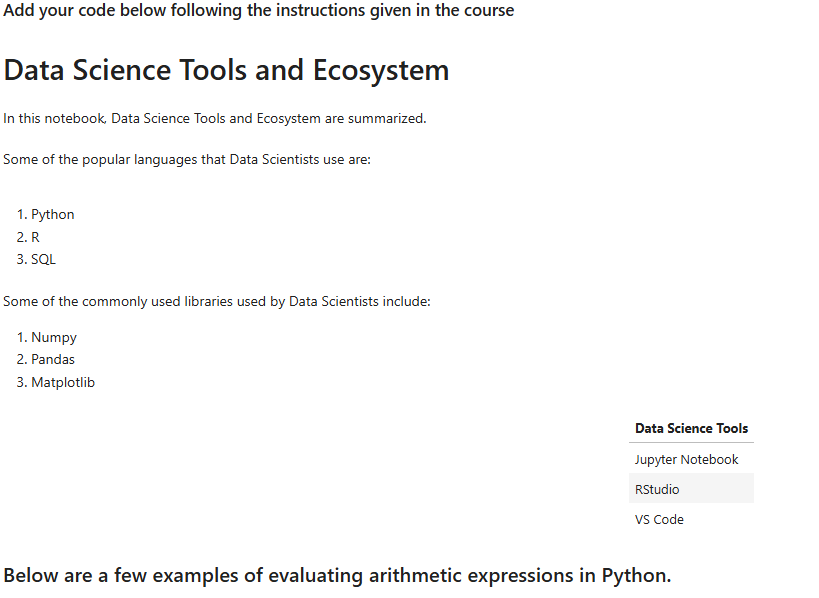 Add your code below following the instructions given in the course
Data Science Tools and Ecosystem
In this notebook, Data Science Tools and Ecosystem are summarized.
Some of the popular languages that Data Scientists use are:
1. Python
2. R
3. SQL
Some of the commonly used libraries used by Data Scientists include:
1. Numpy
2. Pandas
3. Matplotlib
Data Science Tools
Jupyter Notebook
RStudio
VS Code
Below are a few examples of evaluating arithmetic expressions in Python.